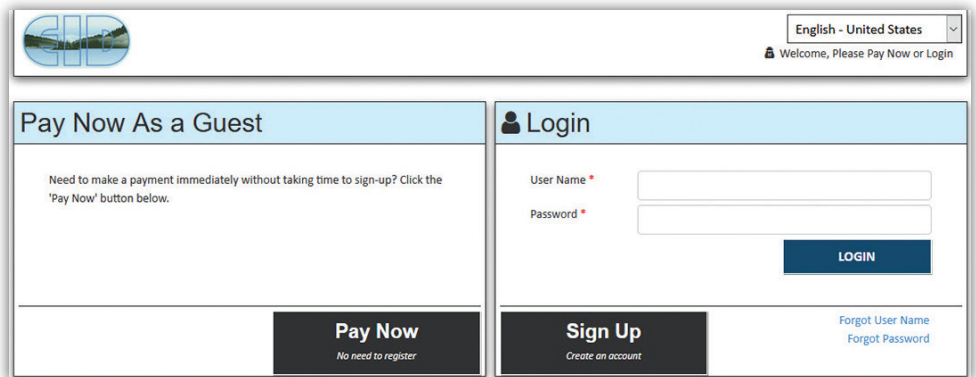 EID
English - United States
Welcome, Please Pay Now or Login
Pay Now As a Guest
Need to make a payment immediately without taking time to sign-up? Click the
'Pay Now' button below.
Pay Now
No need to register
Login
User Name *
Password *
LOGIN
Sign Up
Create an account
Forgot User Name
Forgot Password